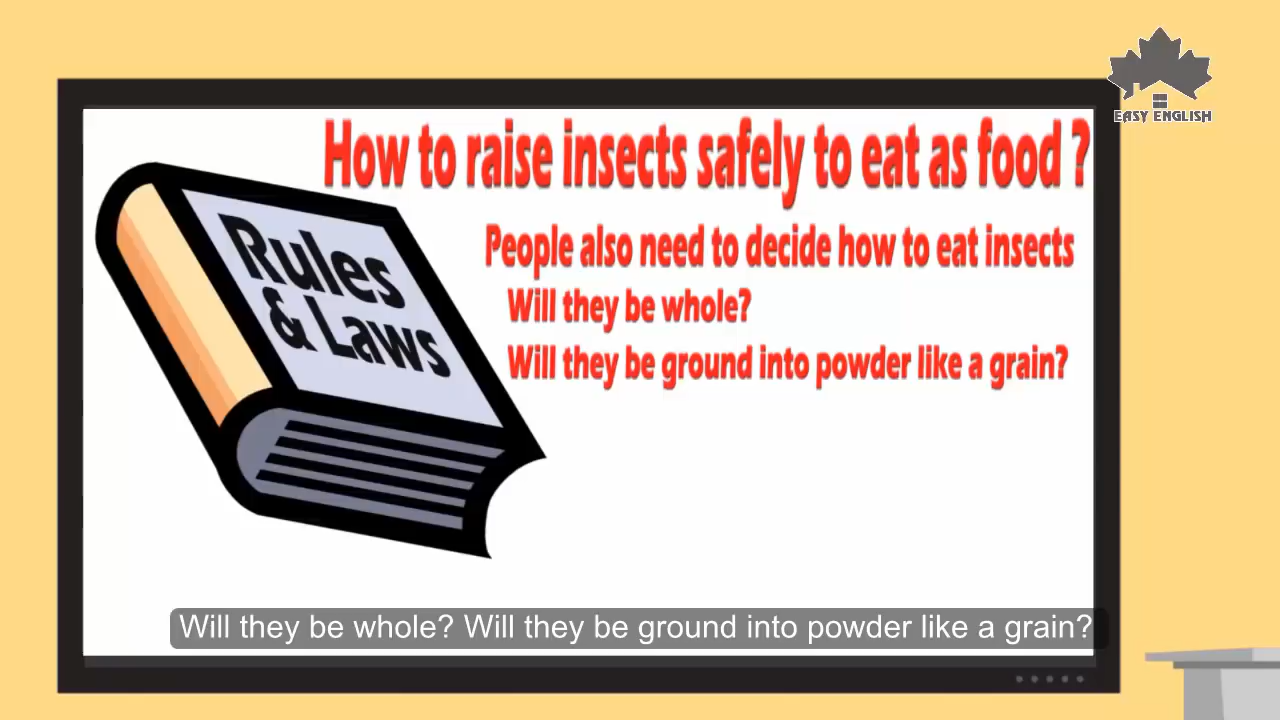 EASY ENGLISH
How to raise insects safely to eat as food ?
Rules
& Laws
People also need to decide how to eat insects
Will they be whole?
Will they be ground into powder like a grain?
Will they be whole? Will they be ground into powder like a grain?